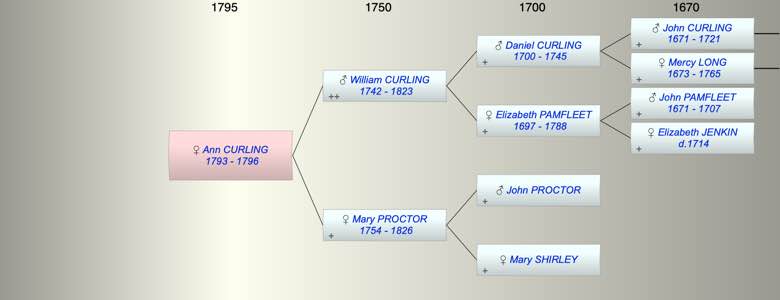 1795 1750 1700 1670
♂ John CURLING
1671 - 1721
♂ Daniel CURLING
1700 - 1745
+
+
♀ Mercy LONG
1673 - 1765
♂ William CURLING
1742 - 1823
++
+
♂ John PAMFLEET
1671 - 1707
♀ Elizabeth PAMFLEET
1697 - 1788
+
+
♀ Elizabeth JENKIN
d.1714
+
♀ Ann CURLING
1793 - 1796
♂ John PROCTOR
+
♀ Mary PROCTOR
1754 - 1826
+
♀ Mary SHIRLEY
+